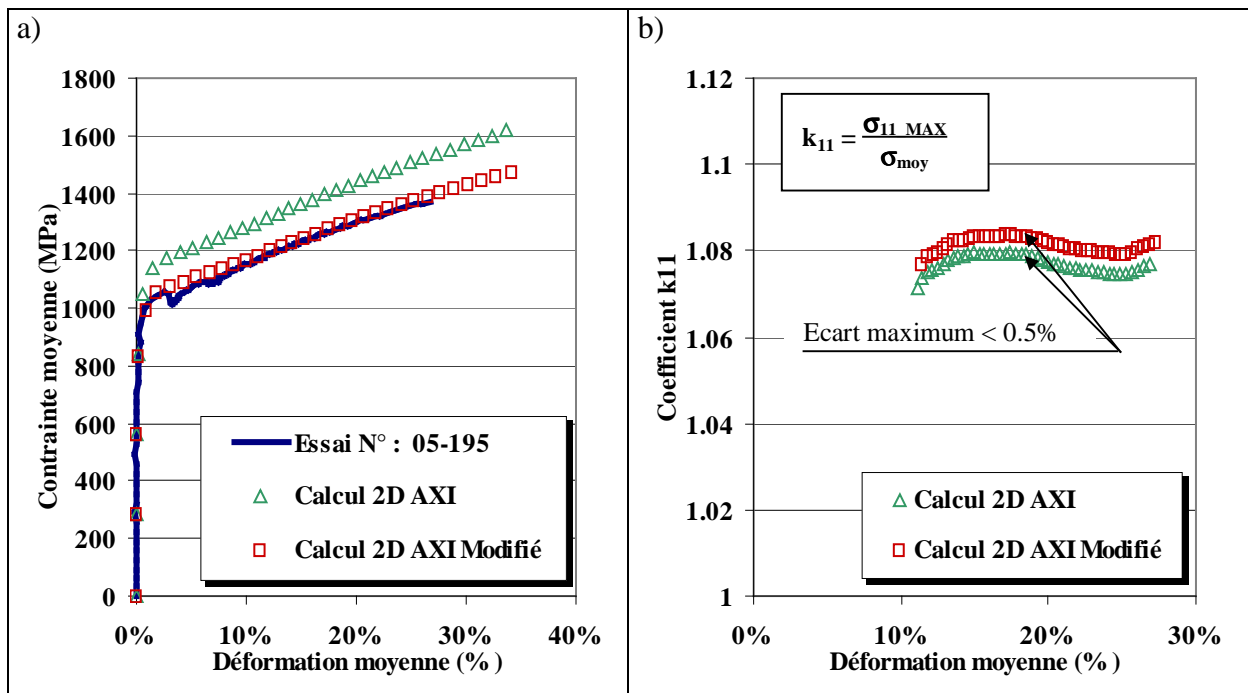 a)
1800
1600
1400
1200
1000
800
600
400
200
0
Contrainte moyenne (MPa)
Essai N° : 05-195
Calcul 2D AXI
Calcul 2D AXI Modifié
0% 10% 20% 30% 40%
Déformation moyenne (%)
b)
1.12
1.1
1.08
1.06
1.04
1.02
1
Coefficient k11
k11 = σ11_MAX
σmoy
Ecart maximum < 0.5%
Calcul 2D AXI
Calcul 2D AXI Modifié
0% 10% 20% 30%
Déformation moyenne (%)